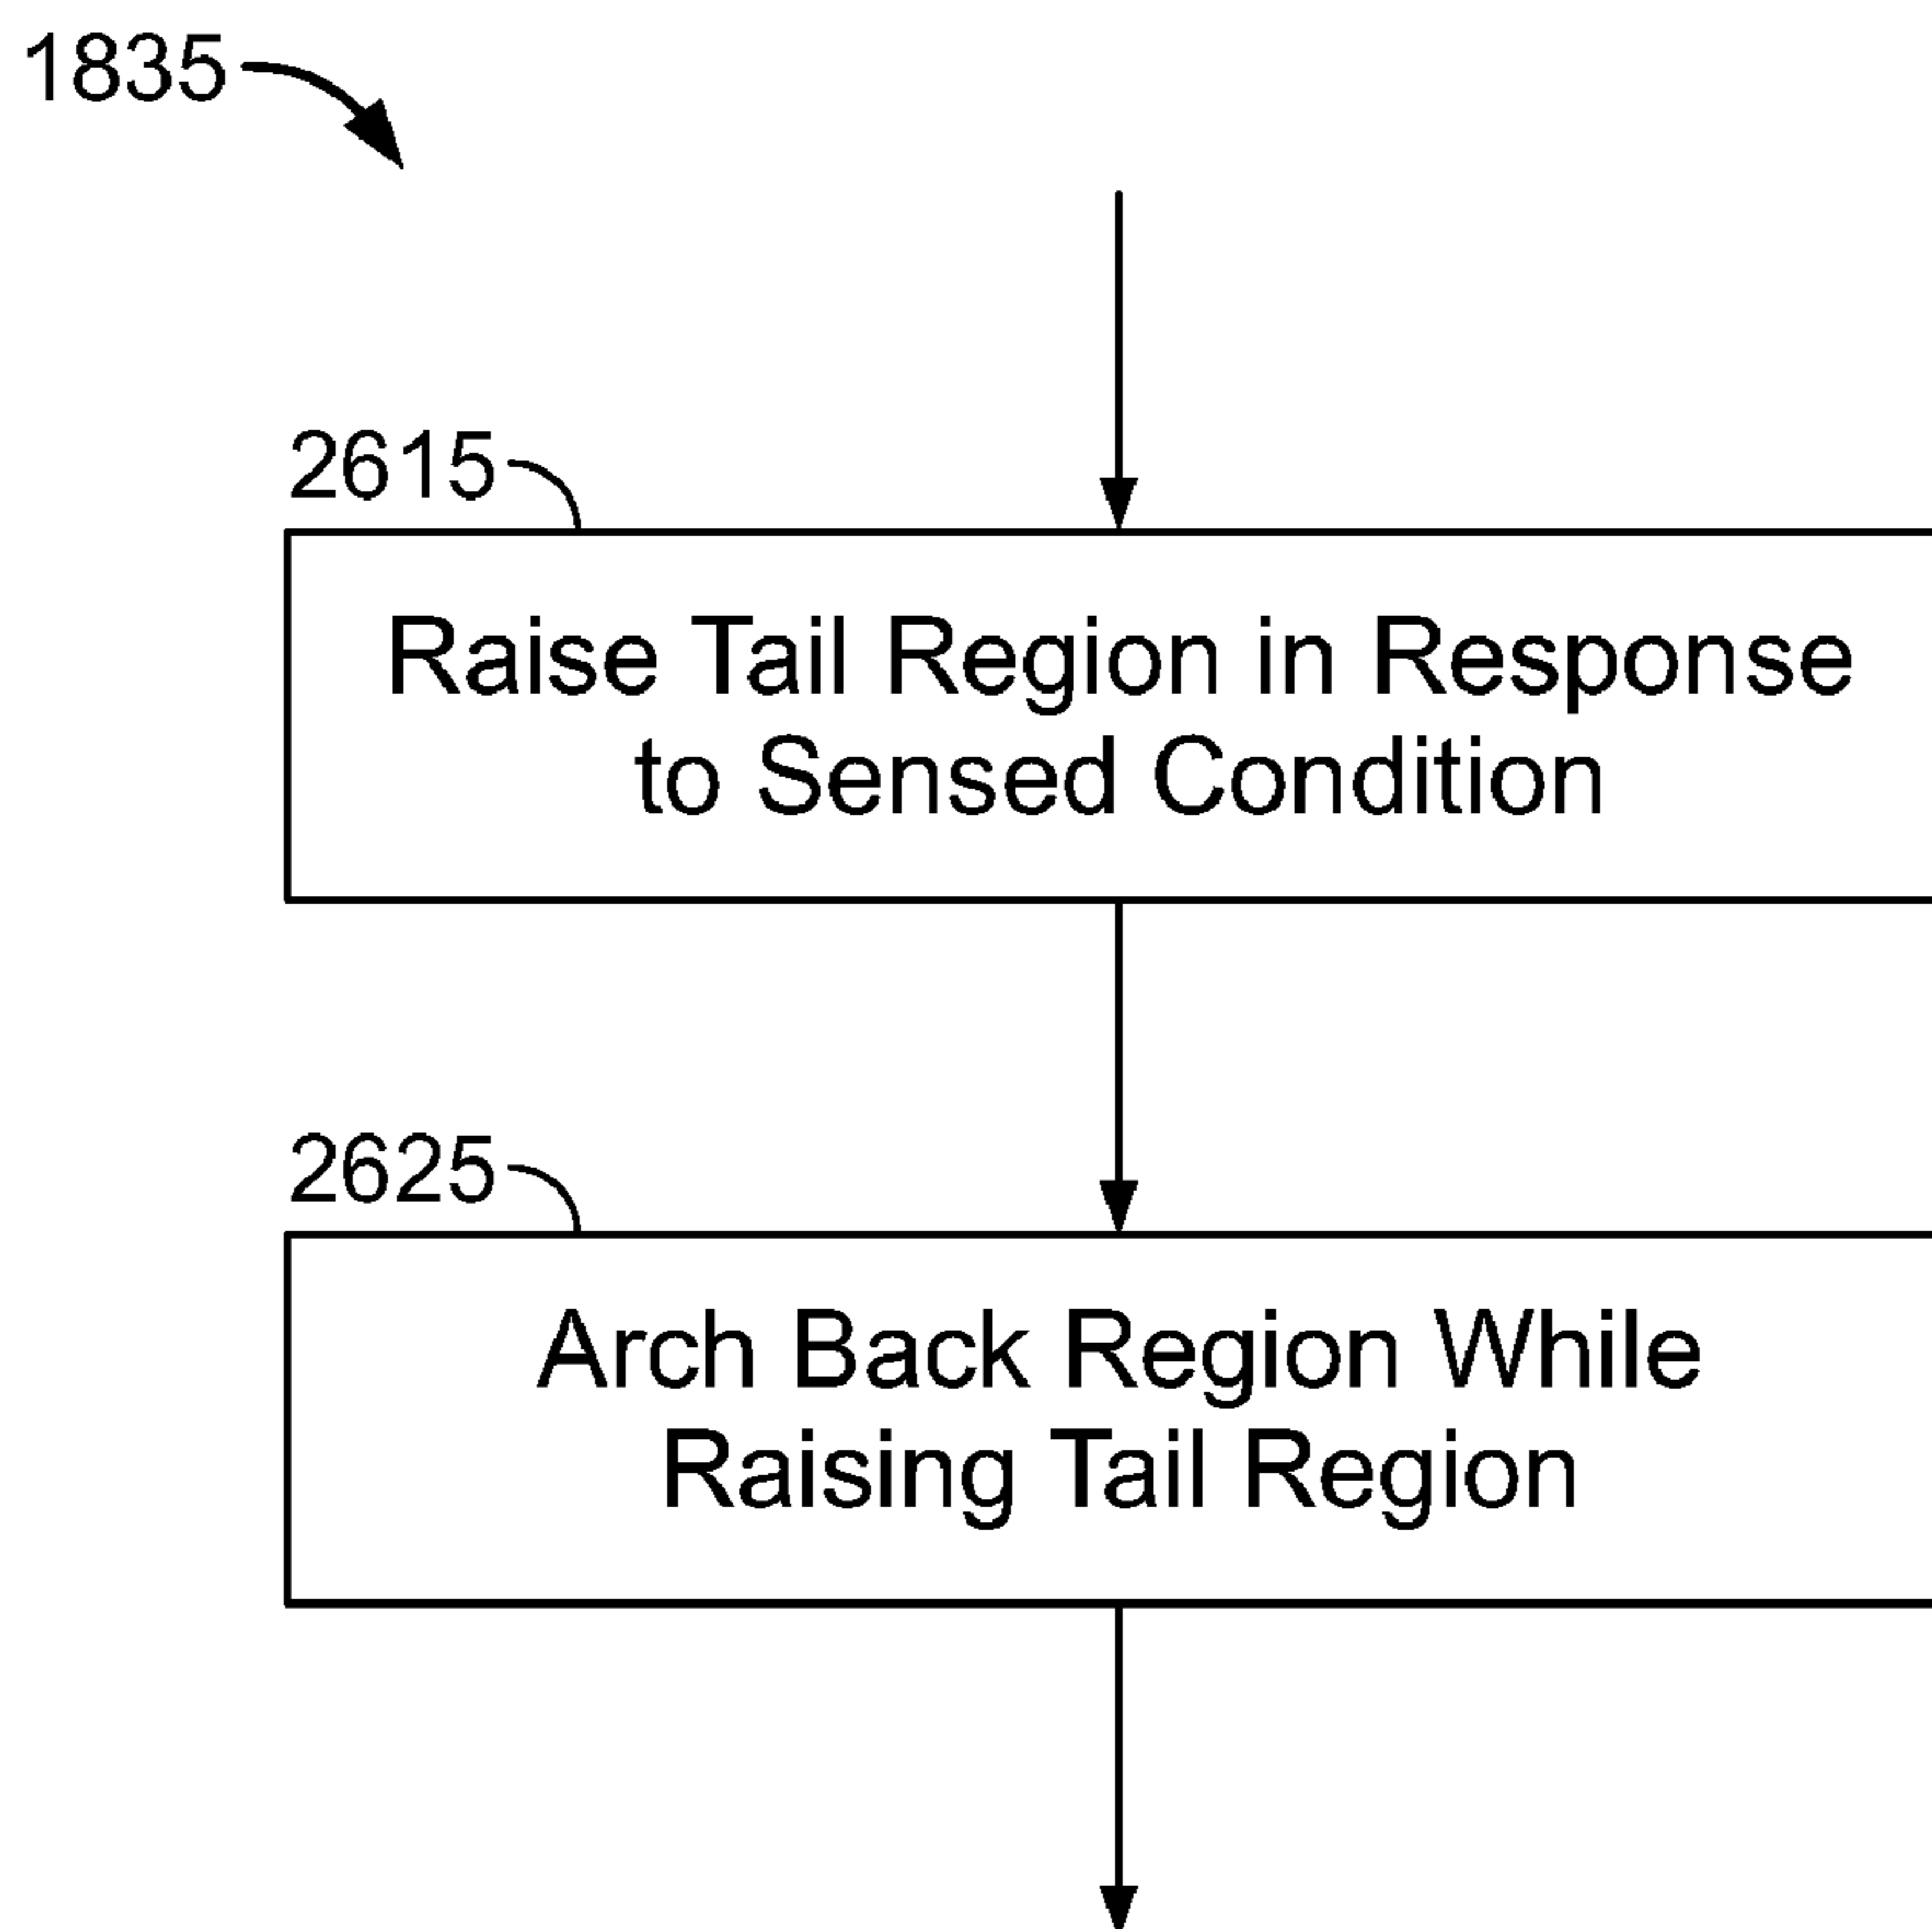 1835
2615
Raise Tail Region in Response
to Sensed Condition
2625
Arch Back Region While
Raising Tail Region